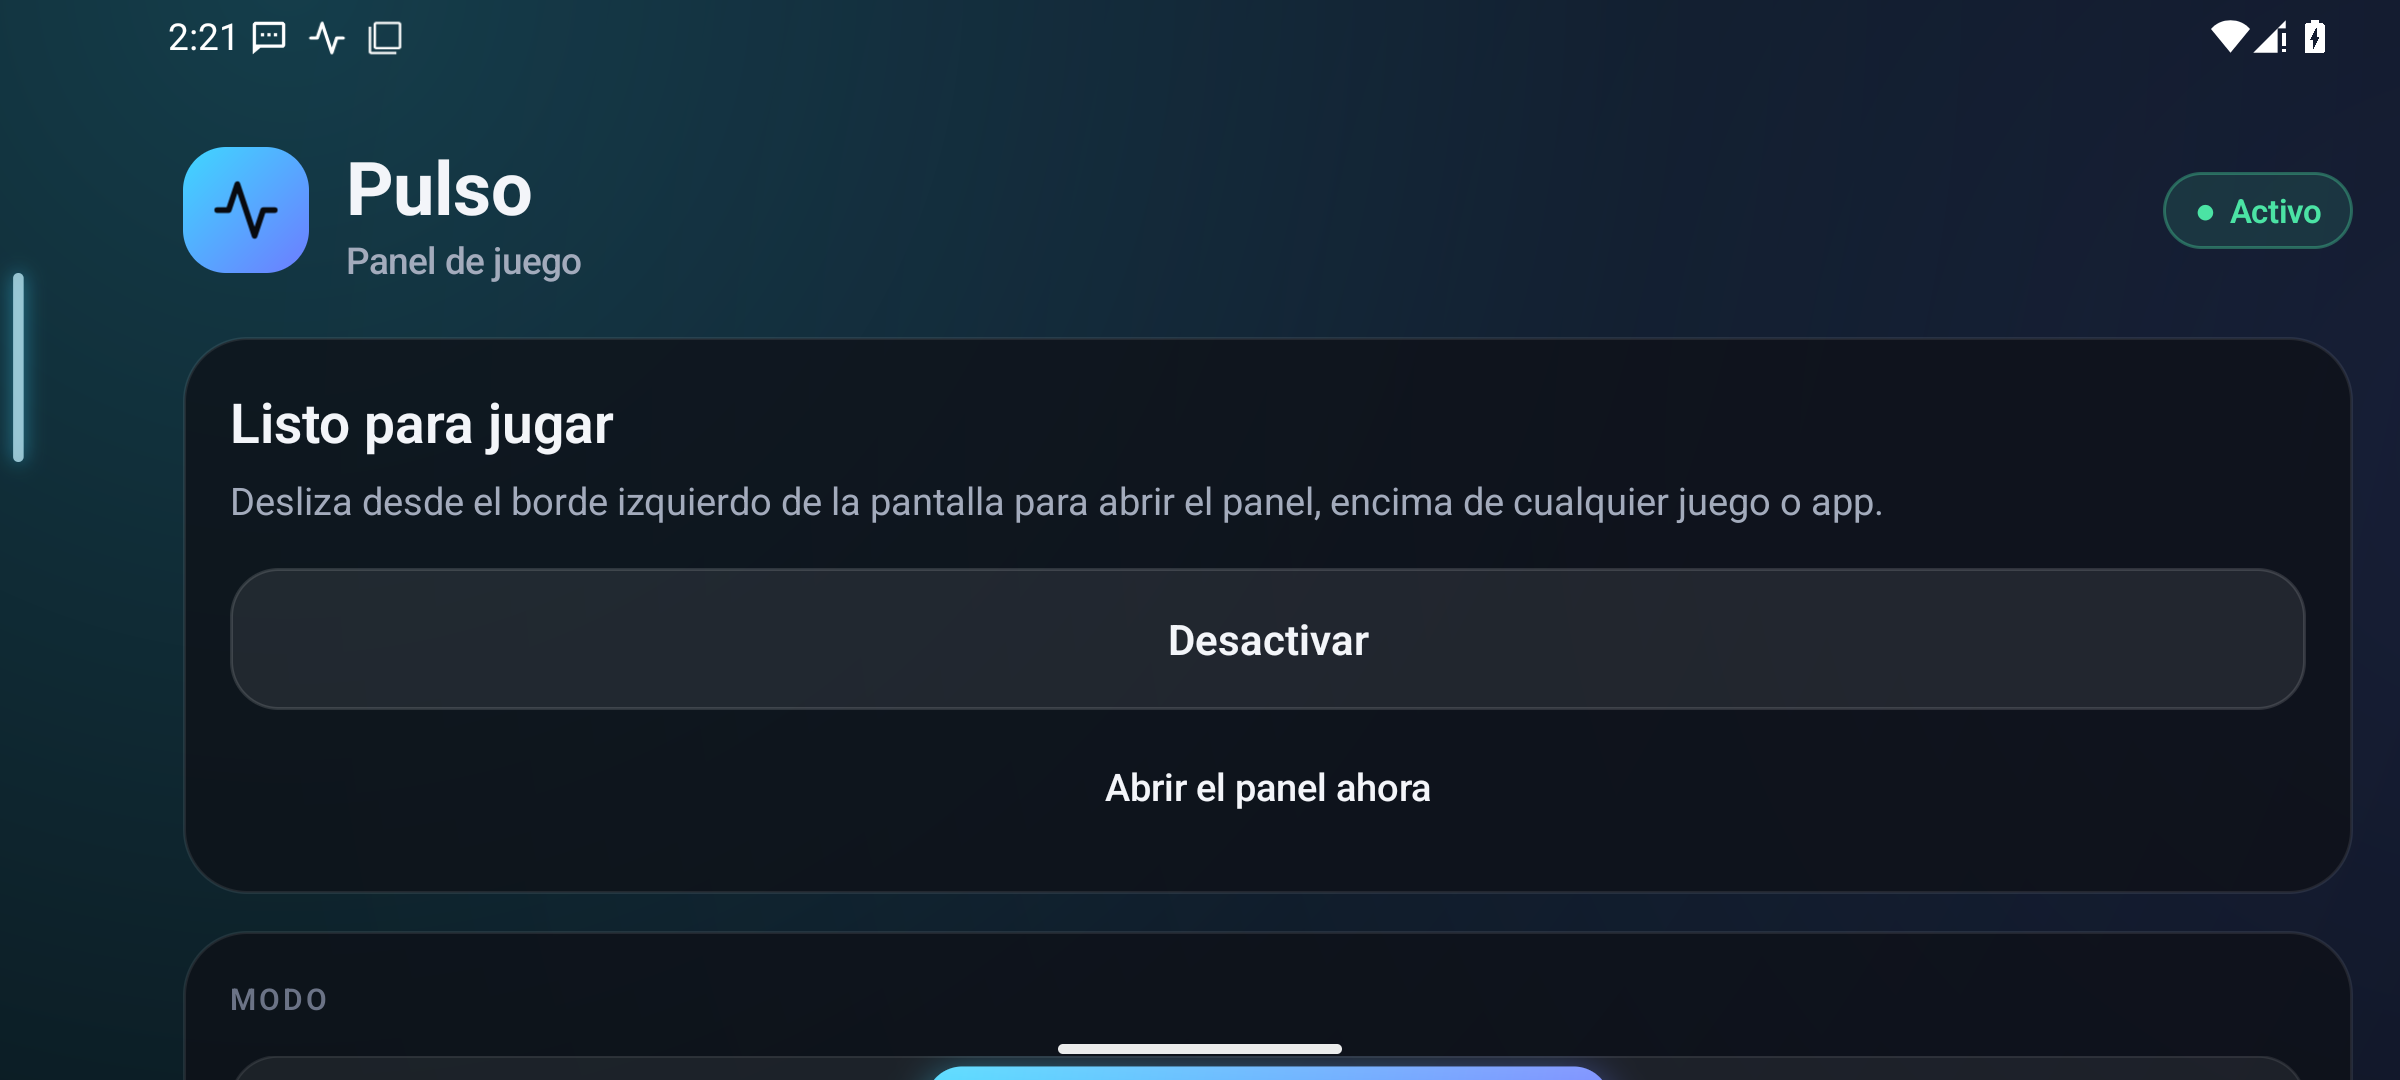 2:21
Pulso
Panel de juego
Activo
Listo para jugar
Desliza desde el borde izquierdo de la pantalla para abrir el panel, encima de cualquier juego o app.
Desactivar
Abrir el panel ahora
MODO